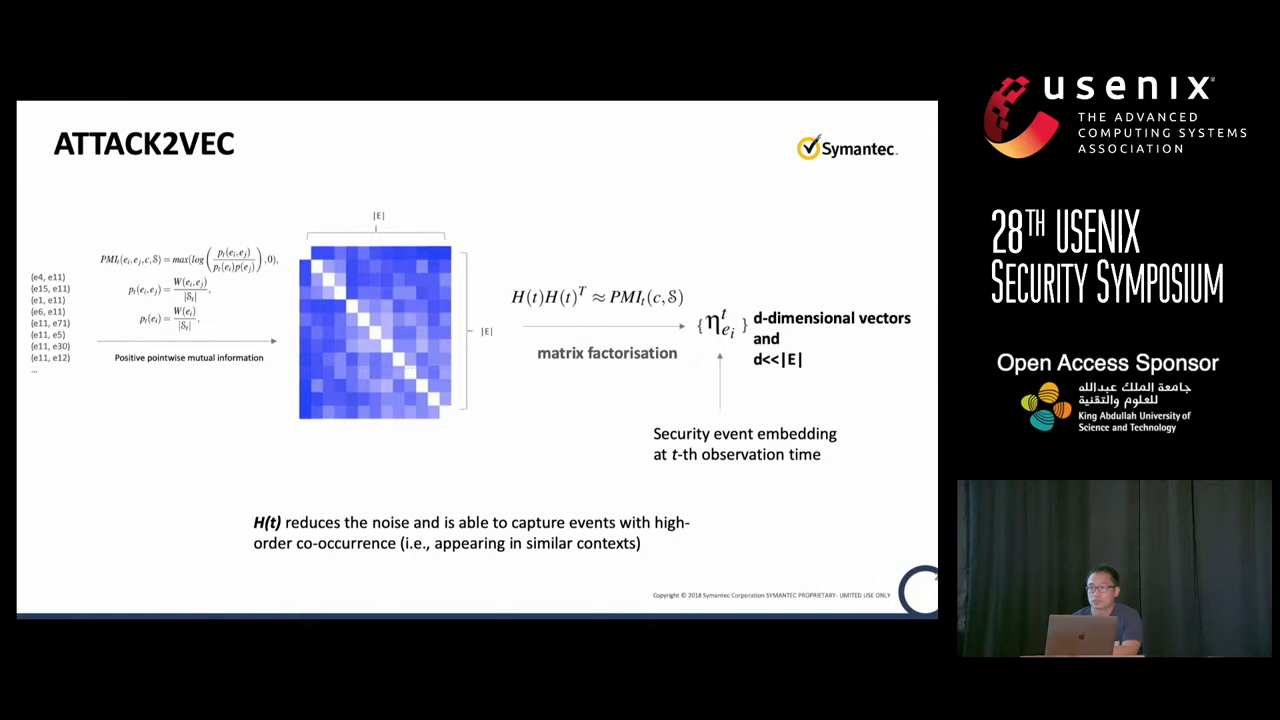 ATTACK2VEC
Symantec.
(e4, e11)
(e15, e11)
(e1, e11)
(e6, e11)
(e11, e71)
(e11, e5)
(e11, e30)
(e11, e12)
...
PMI_t(e_i,e_j,c,S) = max(log(p_t(e_i,e_j) / p_t(e_i)p(e_j)),0),
p_t(e_i,e_j) = W(e_i,e_j) / |S_t|,
p_t(e_i) = W(e_i) / |S_t|,
Positive pointwise mutual information
|E|
|E|
H(t)H(t)^T ≈ PMI_t(c,S)
matrix factorisation
{η^t_{e_i}}
d-dimensional vectors
and
d<<|E|
Security event embedding
at t-th observation time
H(t) reduces the noise and is able to capture events with high-
order co-occurrence (i.e., appearing in similar contexts)
Copyright © 2018 Symantec Corporation SYMANTEC PROPRIETARY- LIMITED USE ONLY
usenix®
THE ADVANCED
COMPUTING SYSTEMS
ASSOCIATION
28TH USENIX
SECURITY SYMPOSIUM
Open Access Sponsor
جامعة الملك عبدالله
للعلوم والتقنية
King Abdullah University of
Science and Technology